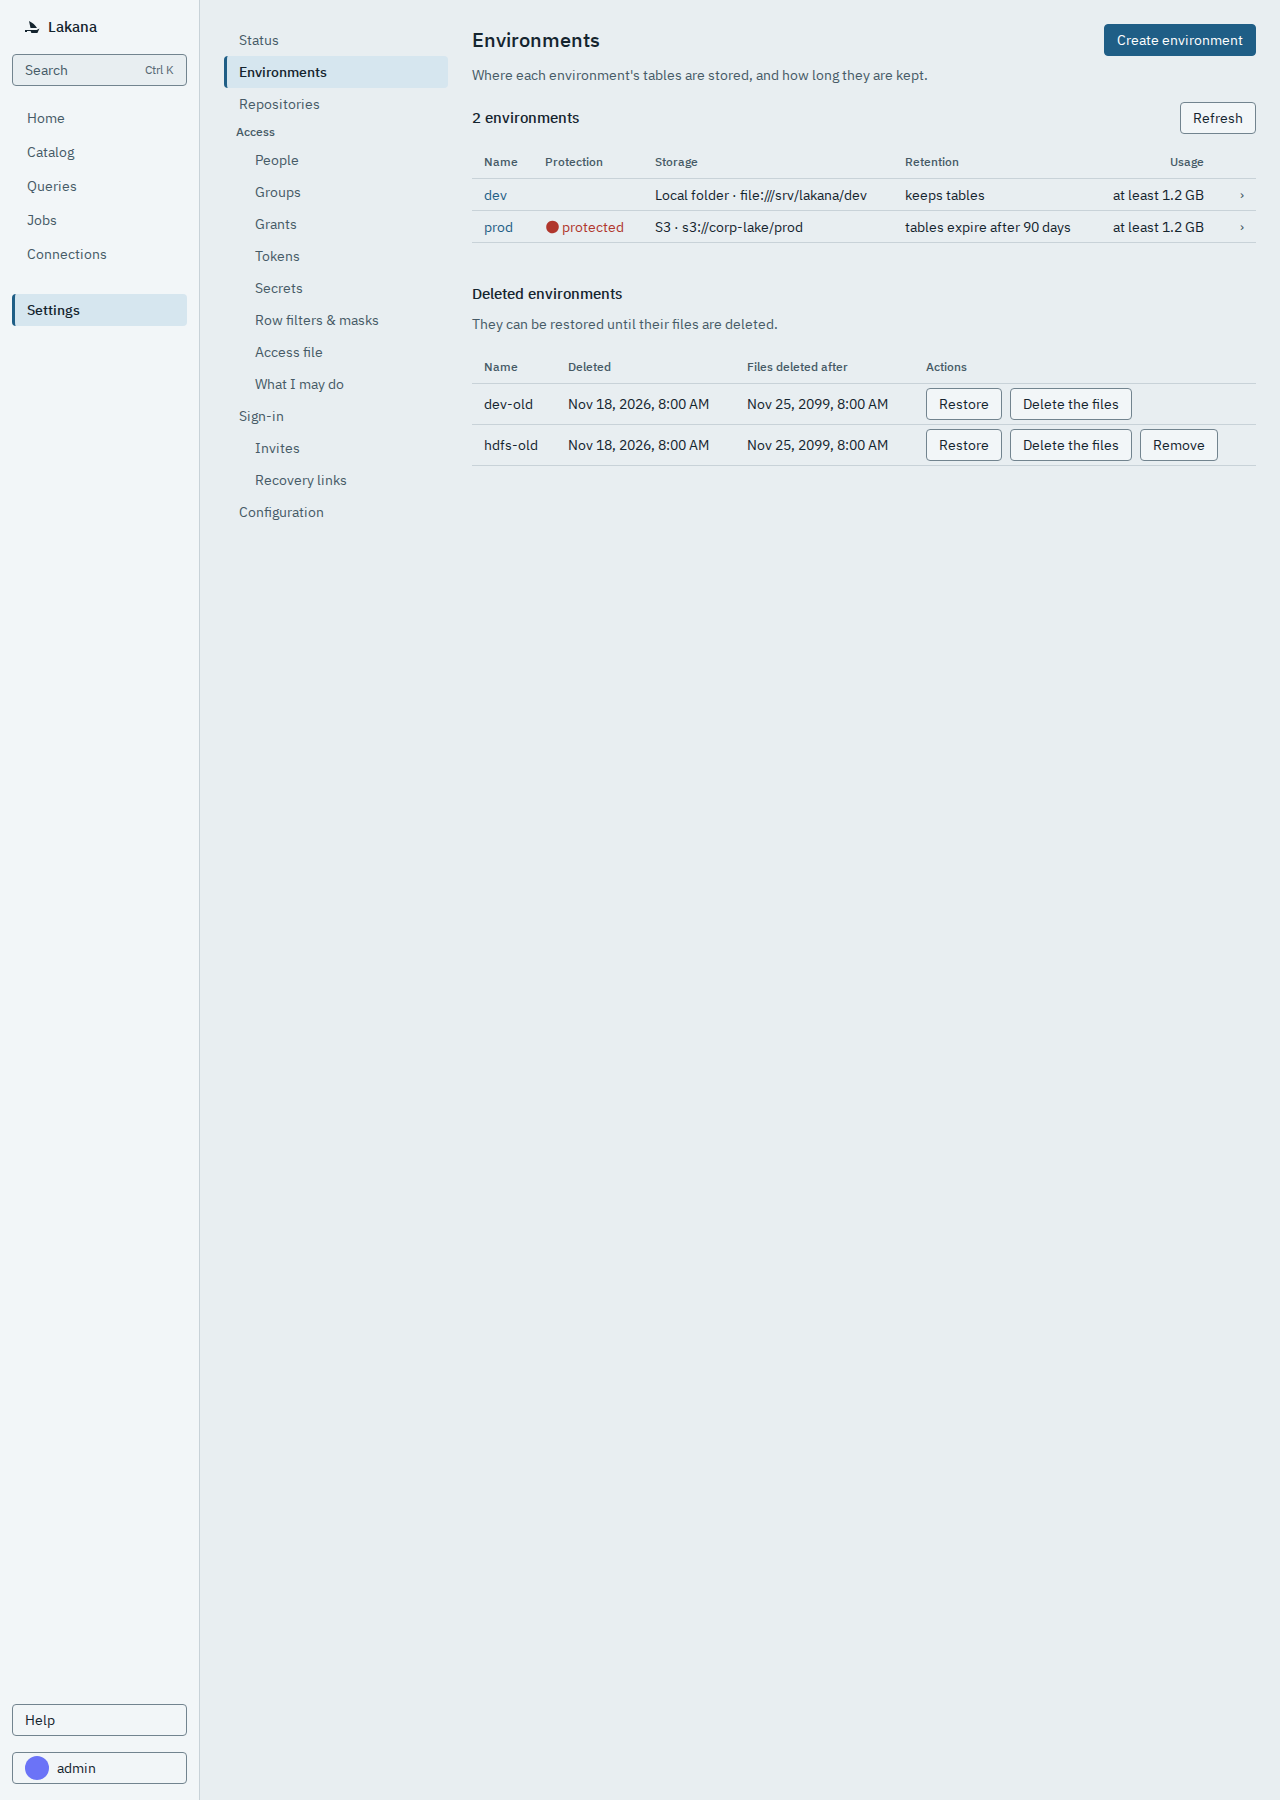 Lakana
Search Ctrl K
Home
Catalog
Queries
Jobs
Connections
Settings
Help
admin
Status
Environments
Repositories
Access
People
Groups
Grants
Tokens
Secrets
Row filters & masks
Access file
What I may do
Sign-in
Invites
Recovery links
Configuration
Environments
Create environment
Where each environment's tables are stored, and how long they are kept.
2 environments
Refresh
Name Protection Storage Retention Usage
dev Local folder · file:///srv/lakana/dev keeps tables at least 1.2 GB ›
prod protected S3 · s3://corp-lake/prod tables expire after 90 days at least 1.2 GB ›
Deleted environments
They can be restored until their files are deleted.
Name Deleted Files deleted after Actions
dev-old Nov 18, 2026, 8:00 AM Nov 25, 2099, 8:00 AM Restore Delete the files
hdfs-old Nov 18, 2026, 8:00 AM Nov 25, 2099, 8:00 AM Restore Delete the files Remove